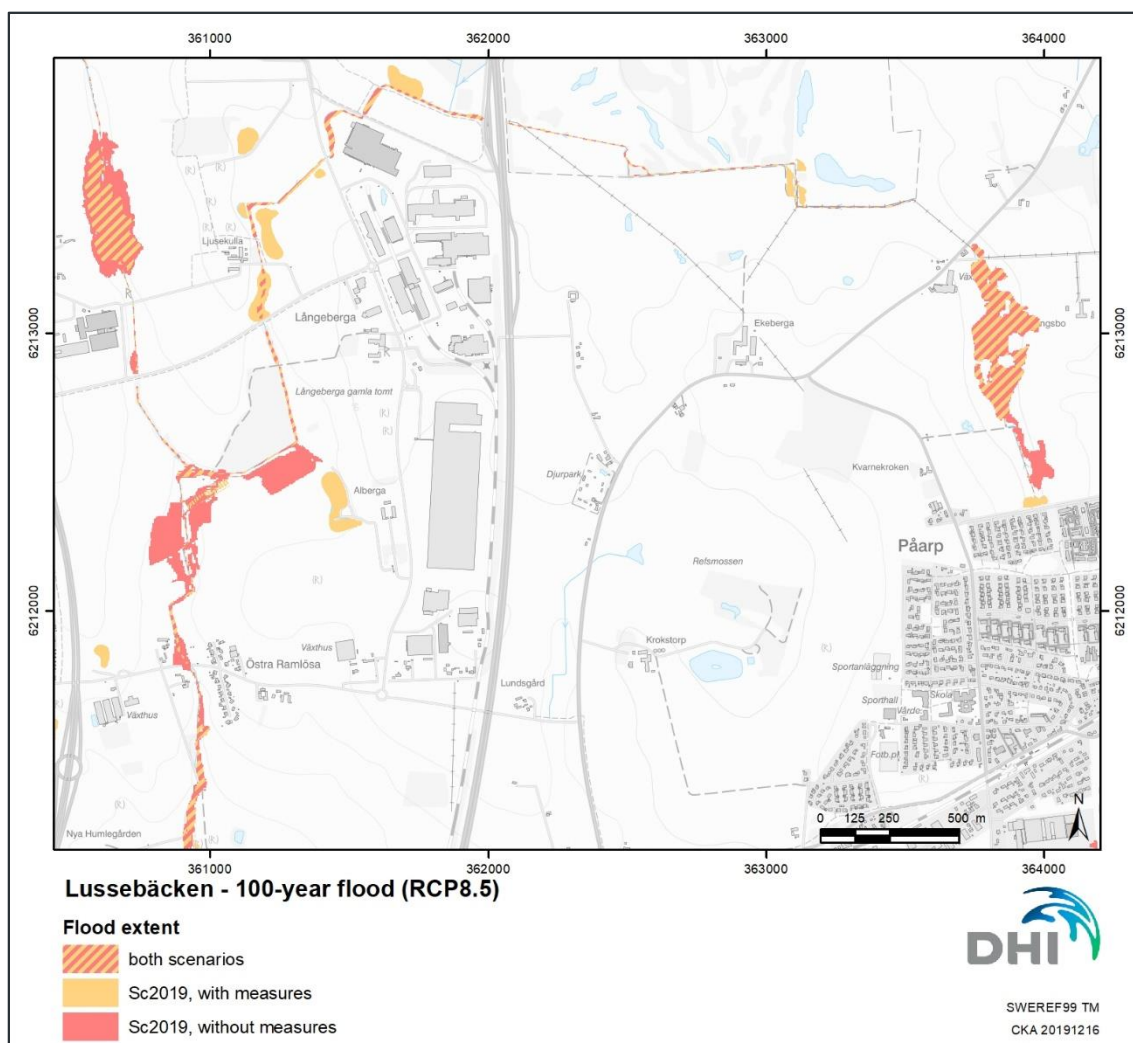 361000 362000 363000 364000
(R)
(R)
(R) (R)
Ljusekulla
R
6213000 6213000
Långeberga
Ekeberga
Väx
ngsbo
Långeberga gamla tomt
(R)
(R)
Kvarnekroken
Djurpark
Alberga
Påarp
Refsmossen
(R)
6212000 6212000
Krokstorp
(R)
Växthus
Östra Ramlösa
Sportanläggning
Lundsgård
Sporthall
Skola
Vårdc
Växthus
Fotb.pl
(R)
(R)
N
Nya Humlegården
(R)
0 125 250 500 m
361000 362000 363000 364000
Lussebäcken - 100-year flood (RCP8.5)
Flood extent
both scenarios
Sc2019, with measures
Sc2019, without measures
DHI
SWEREF99 TM
CKA 20191216